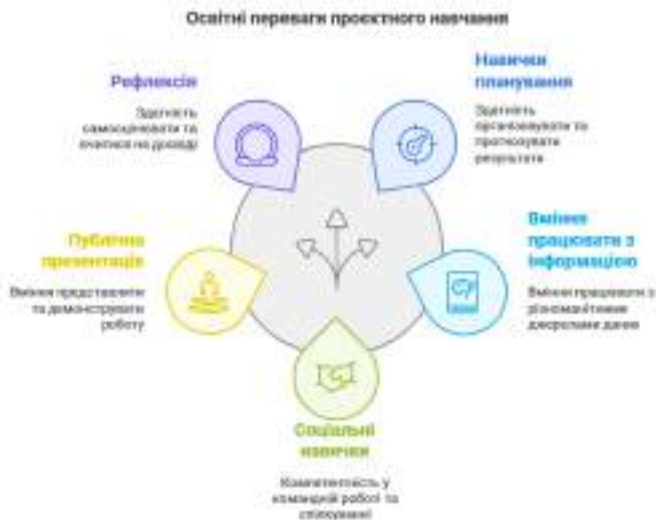 Освітні переваги проєктного навчання
Рефлексія
Здатність
самооцінювати та
вчитися на досвіді
Навички
планування
Здатність
організовувати та
прогнозувати
результати
Публічна
презентація
Вміння представляти
та демонструвати
роботу
Вміння
працювати з
інформацією
Вміння працювати з
різноманітними
джерелами даних
Соціальні
навички
Компетентність у
командній роботі та
спілкуванні